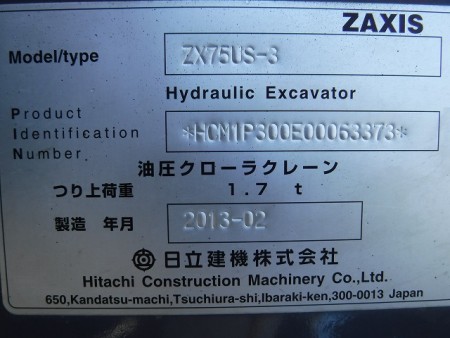 ZAXIS
Model/type ZX75US-3
Hydraulic Excavator
Product
Identification *HCM1P300E00063373*
Number
油圧クローラクレーン
つり上荷重 1.7 t
製造 年月 2013-02
日立建機株式会社
Hitachi Construction Machinery Co.,Ltd.
650,Kandatsu-machi,Tsuchiura-shi,Ibaraki-ken,300-0013 Japan